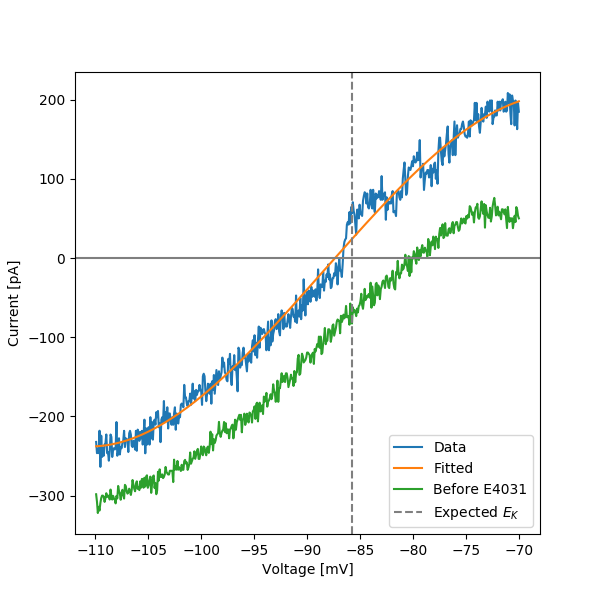 200
100
0
−100
−200
−300
Current [pA]
Data
Fitted
Before E4031
Expected E_K
−110 −105 −100 −95 −90 −85 −80 −75 −70
Voltage [mV]